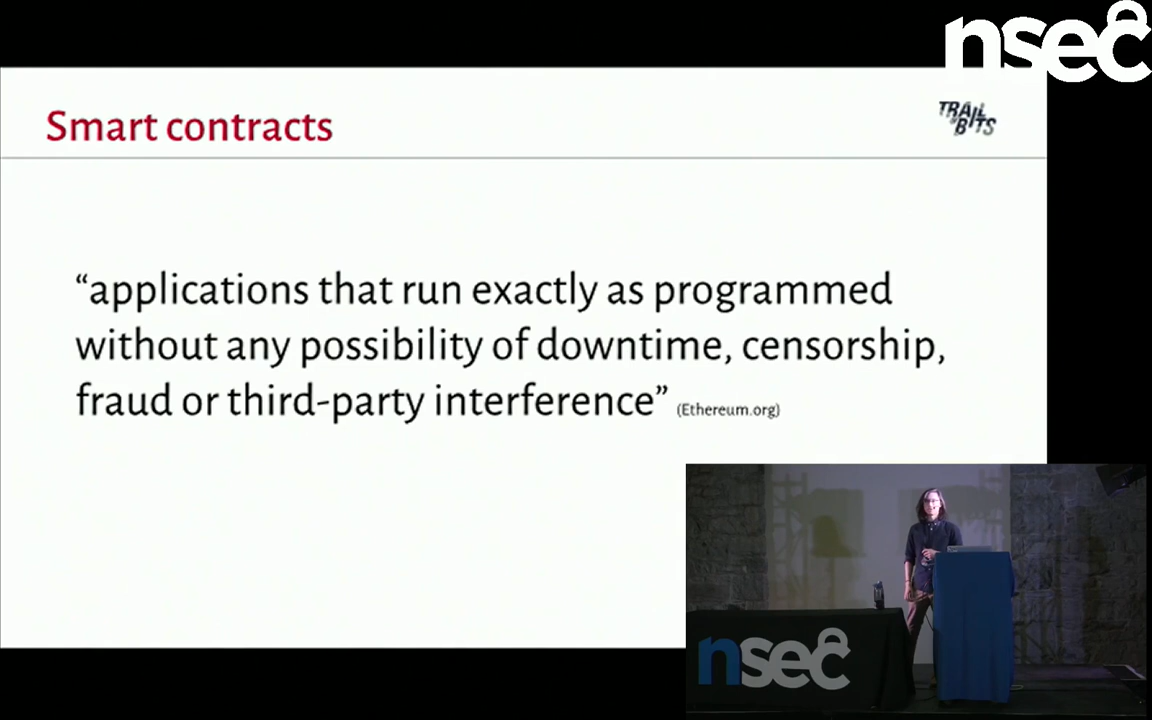 nsec
Smart contracts
TRAIL
OF
BITS
“applications that run exactly as programmed
without any possibility of downtime, censorship,
fraud or third-party interference” (Ethereum.org)
nsec